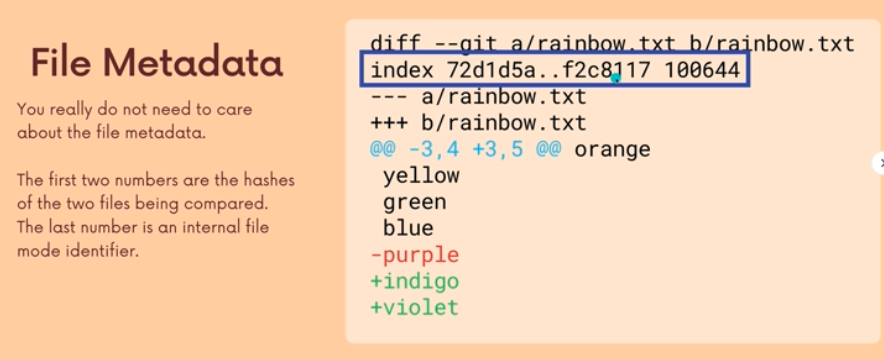 File Metadata
You really do not need to care
about the file metadata.
The first two numbers are the hashes
of the two files being compared.
The last number is an internal file
mode identifier.
diff --git a/rainbow.txt b/rainbow.txt
index 72d1d5a..f2c8117 100644
--- a/rainbow.txt
+++ b/rainbow.txt
@@ -3,4 +3,5 @@ orange
 yellow
 green
 blue
-purple
+indigo
+violet